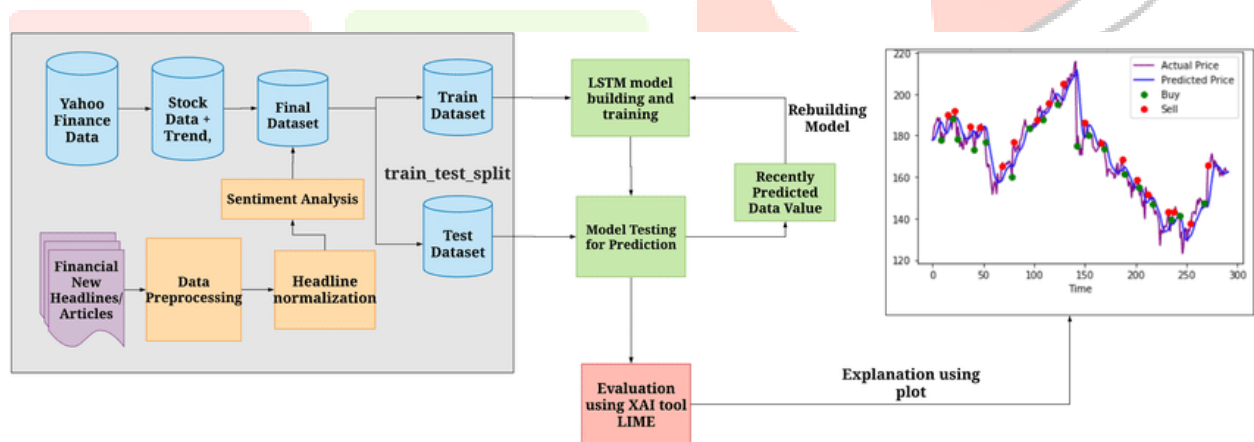 Yahoo
Finance
Data
Stock
Data +
Trend,
Final
Dataset
Train
Dataset
train_test_split
Sentiment Analysis
Test
Dataset
Financial
New
Headlines/
Articles
Data
Preprocessing
Headline
normalization
LSTM model
building and
training
Rebuilding
Model
Recently
Predicted
Data Value
Model Testing
for Prediction
Evaluation
using XAI tool
LIME
Explanation using
plot
220
200
180
160
140
120
0
50
100
150
200
250
300
Time
Actual Price
Predicted Price
Buy
Sell